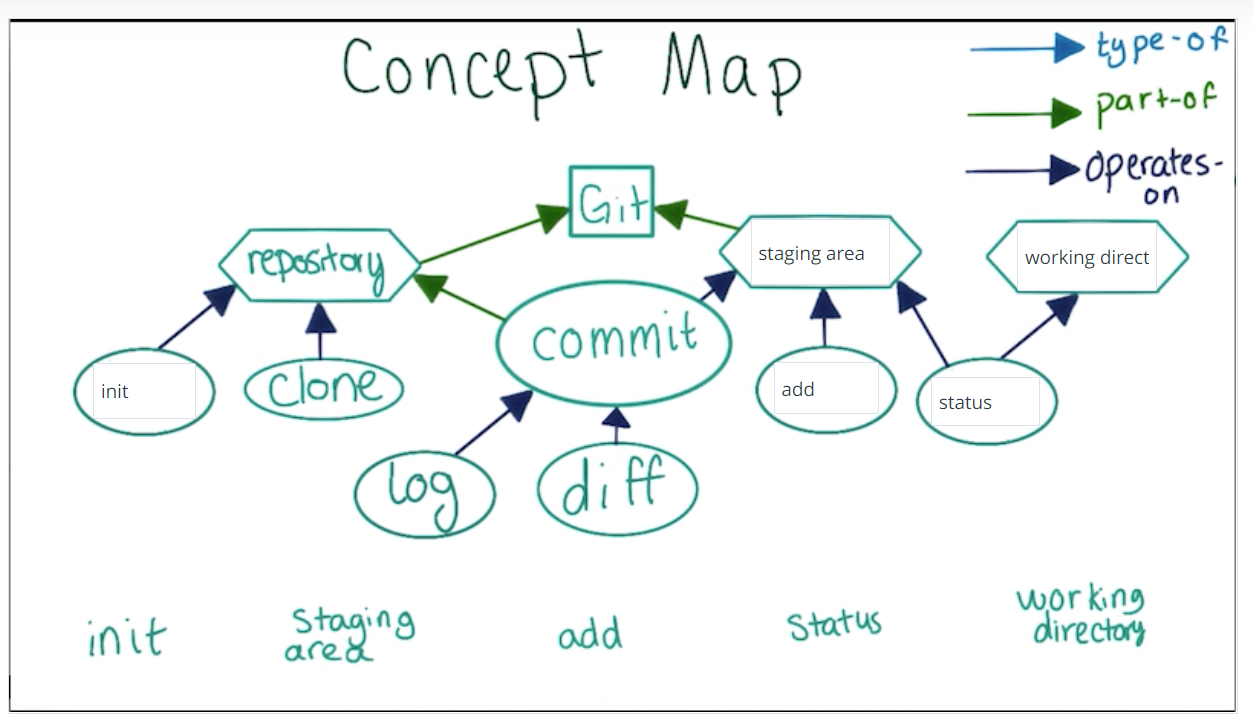 Concept Map
type-of
part-of
operates-
on
Git
repository
staging area
working direct
commit
init
clone
add
status
log
diff
init
Staging
area
add
Status
working
directory